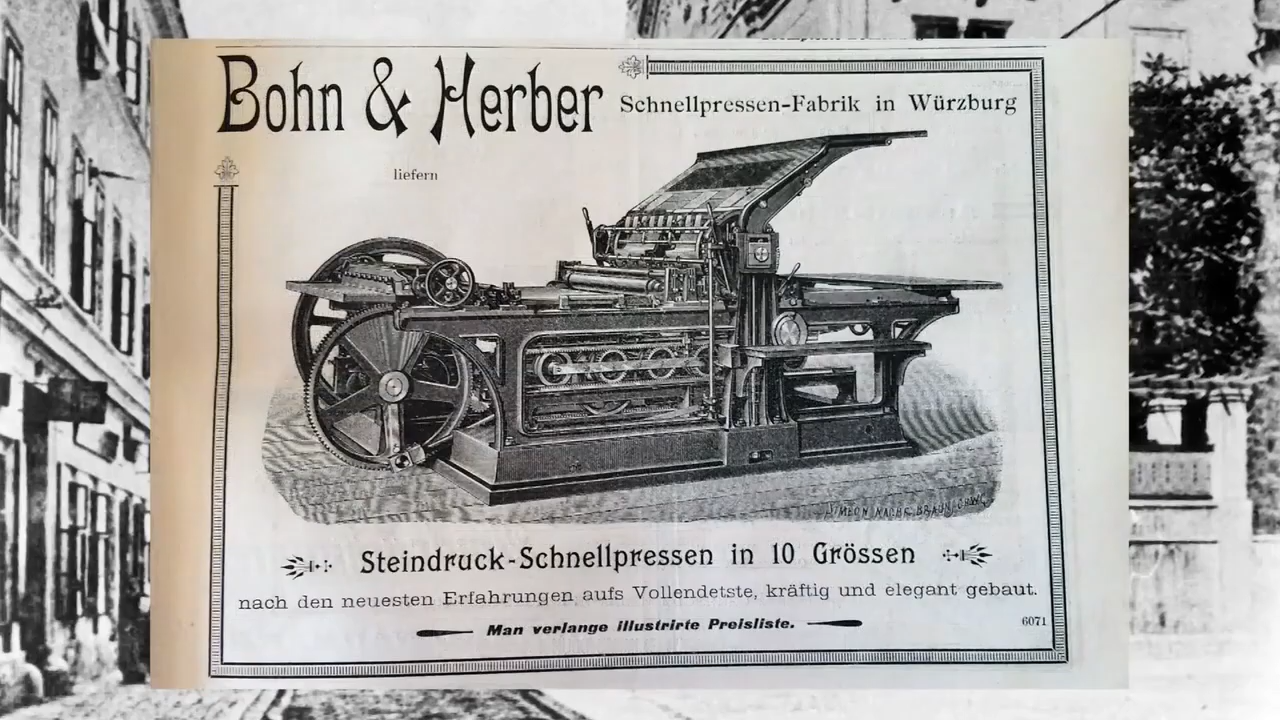 Bohn & Herber Schnellpressen-Fabrik in Würzburg
liefern
Steindruck-Schnellpressen in 10 Grössen
nach den neuesten Erfahrungen aufs Vollendetste, kräftig und elegant gebaut.
Man verlange illustrirte Preisliste.
6071